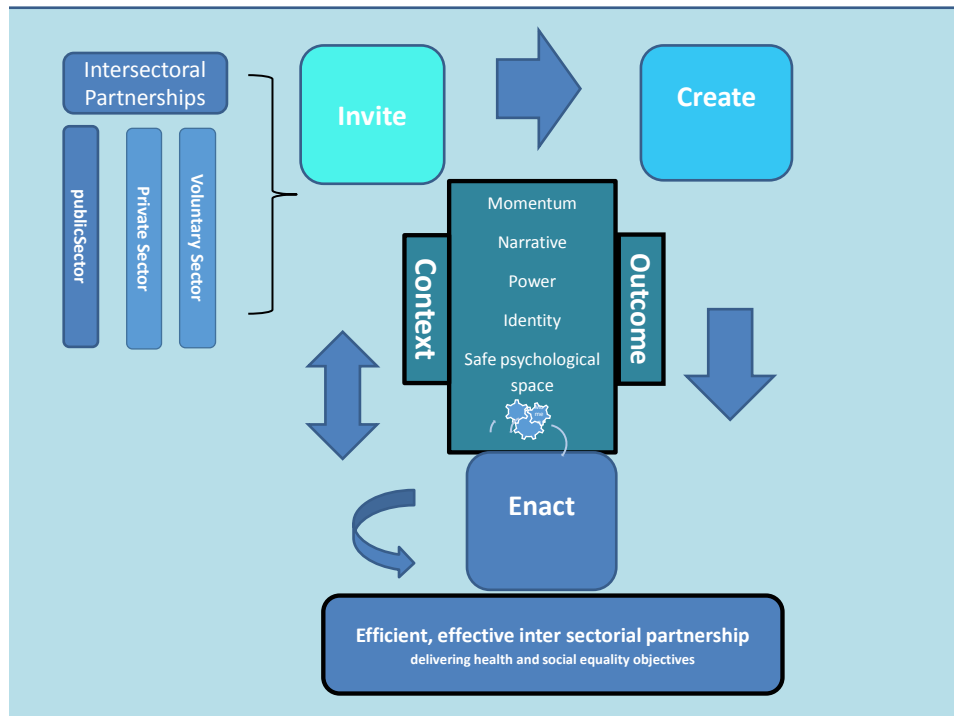 Intersectoral
Partnerships
publicSector
Private Sector
Voluntary Sector
Invite
Create
Context
Momentum
Narrative
Power
Identity
Safe psychological
space
me
Outcome
Enact
Efficient, effective inter sectorial partnership
delivering health and social equality objectives